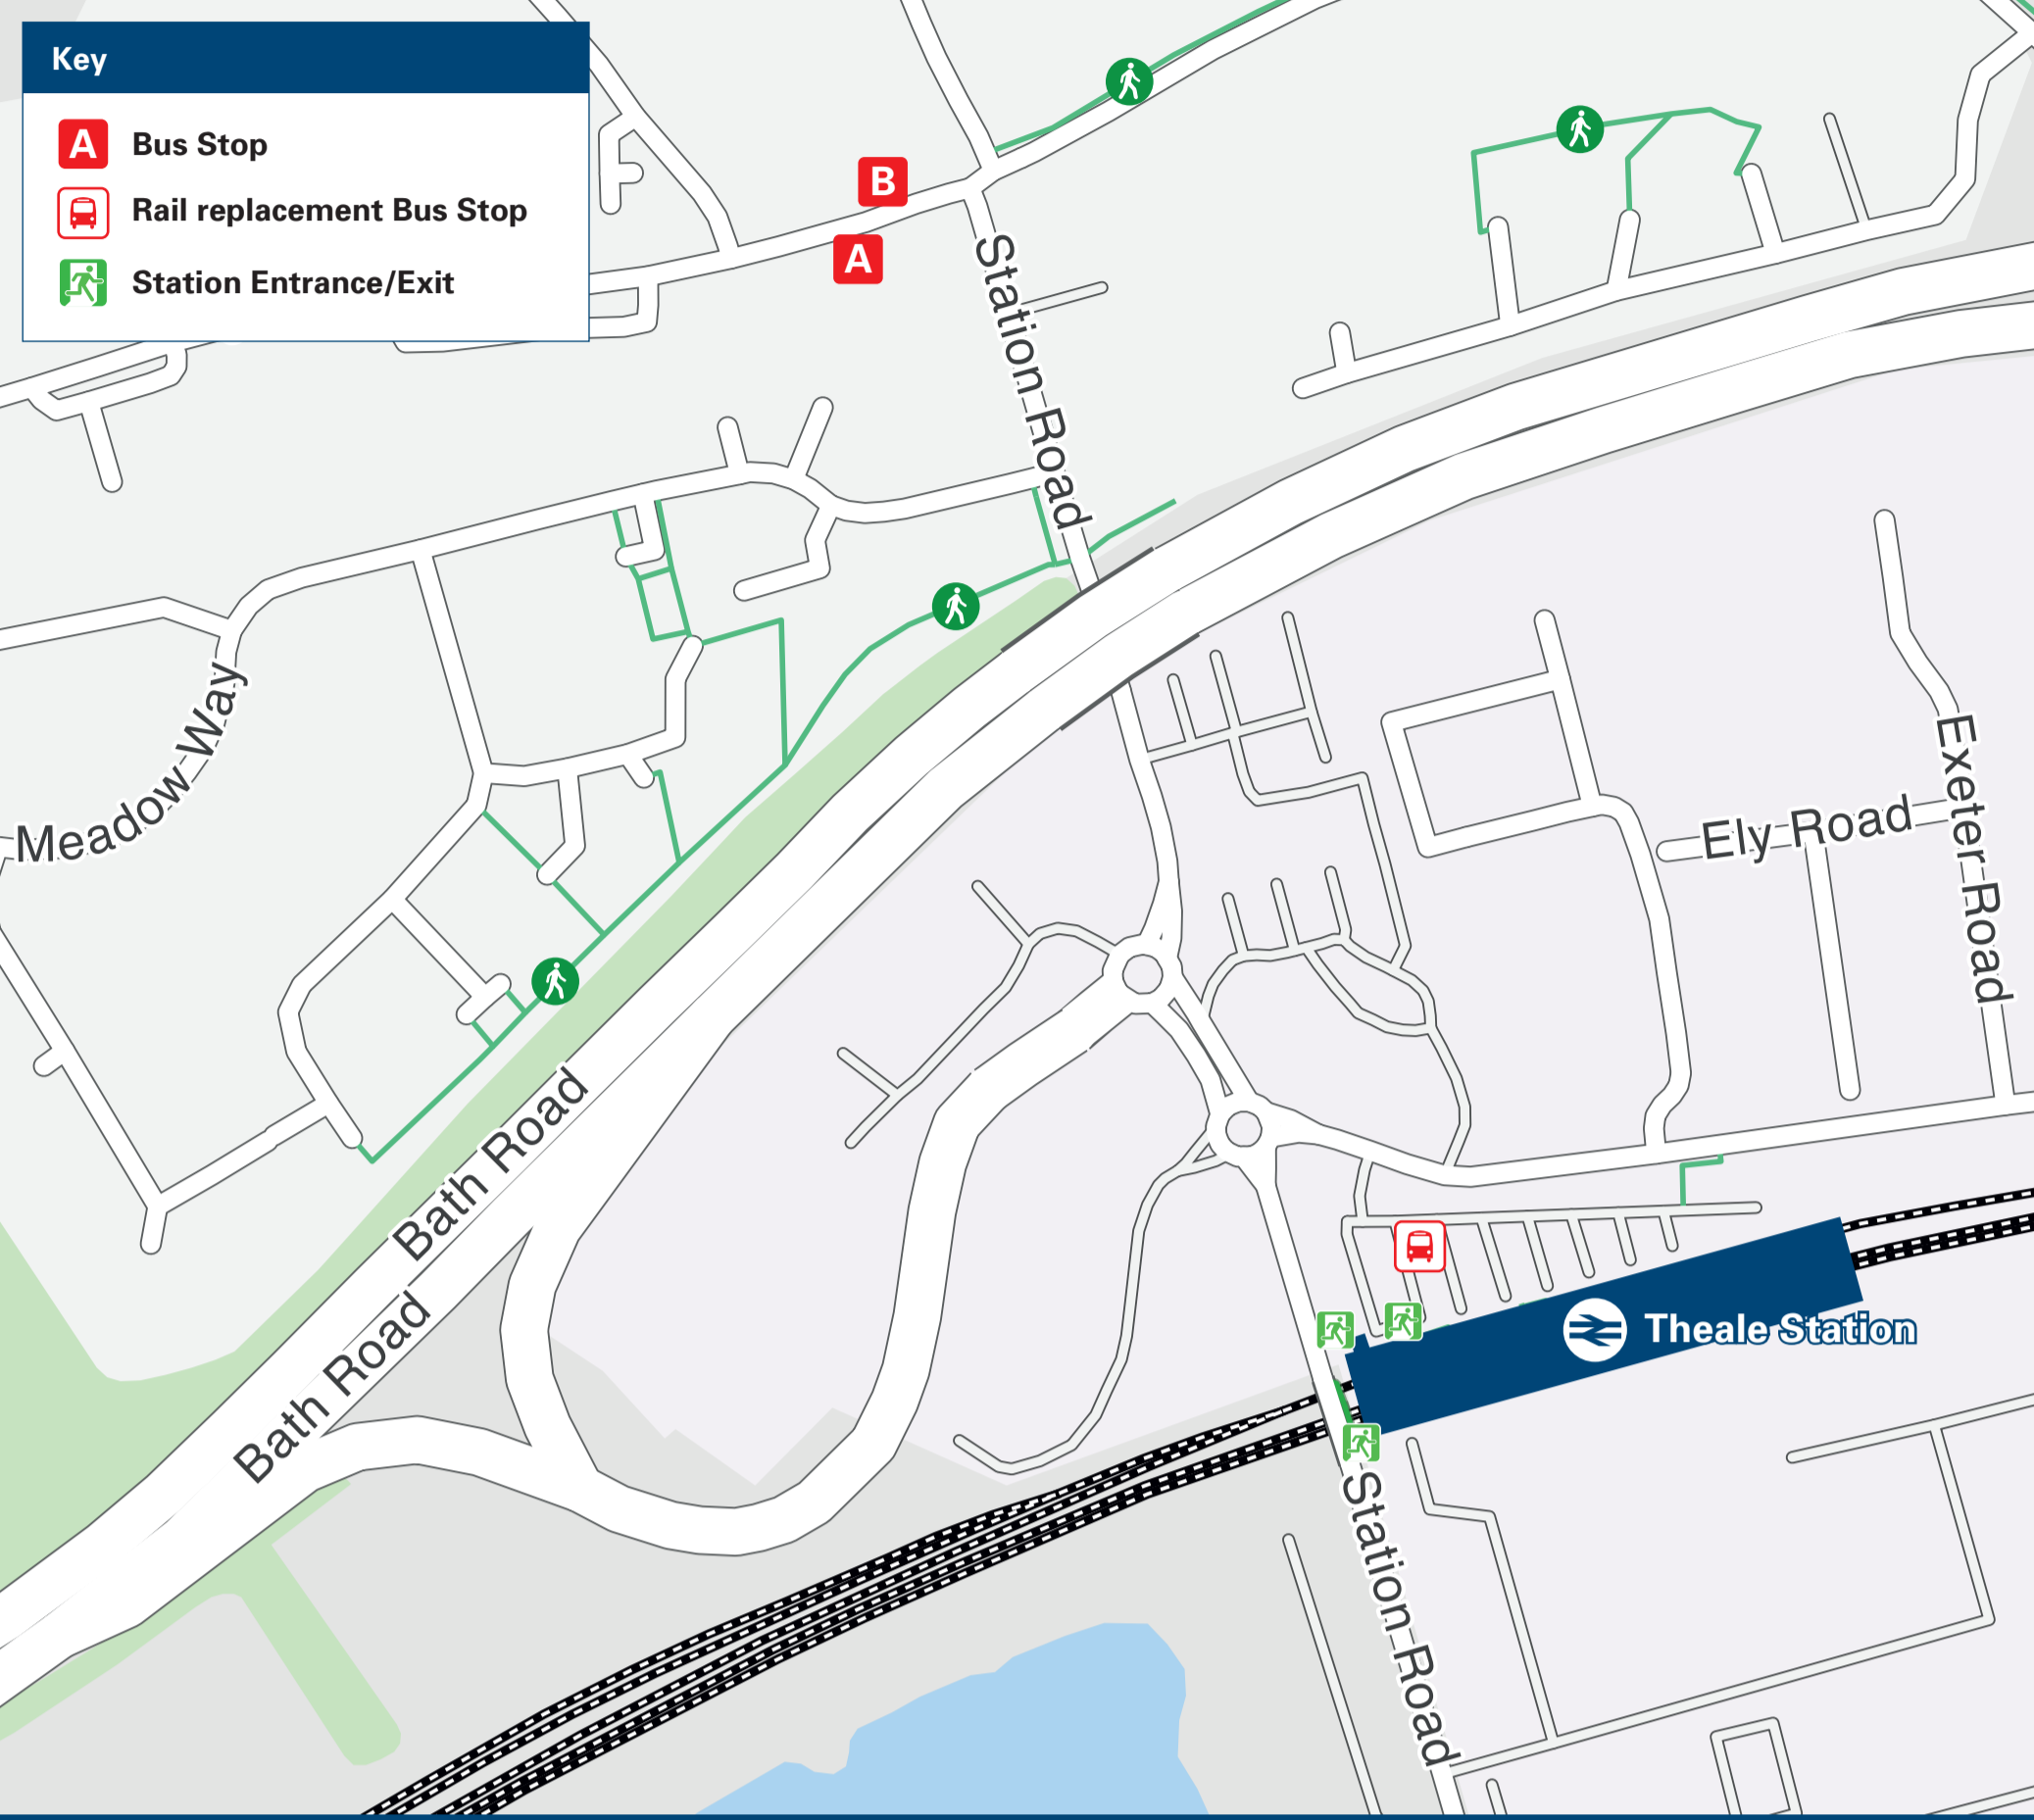 Key
A Bus Stop
Rail replacement Bus Stop
Station Entrance/Exit
B
A
Station Road
Meadow Way
Exeter Road
Ely Road
Bath Road
Bath Road
Theale Station
Station Road